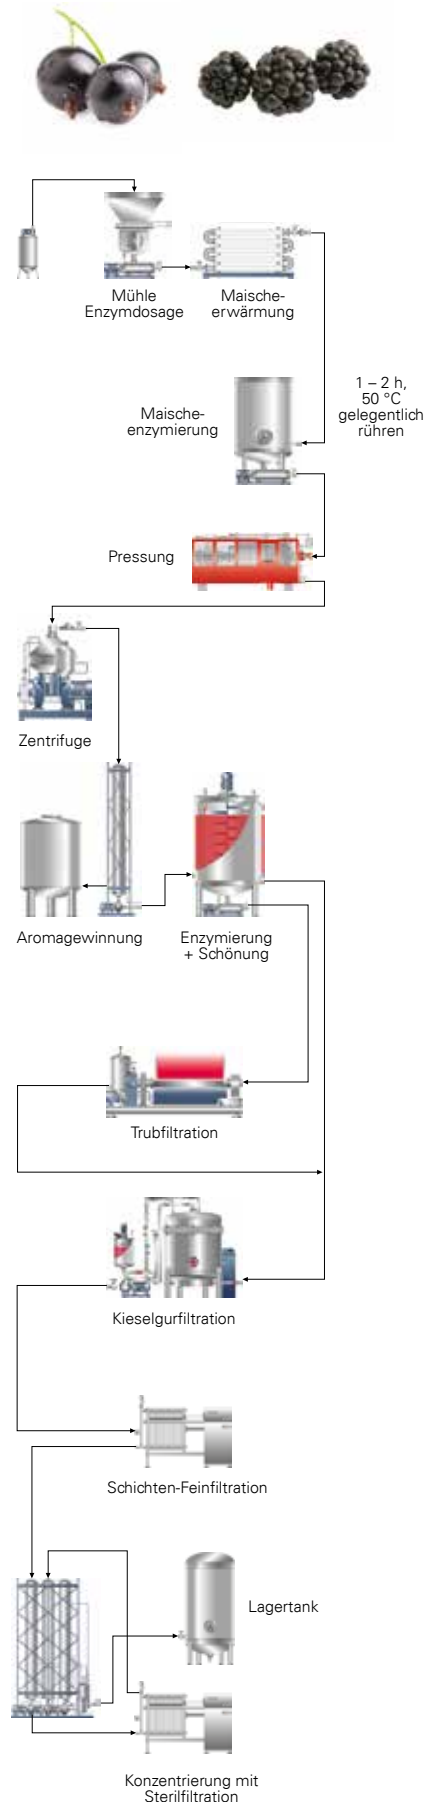 Mühle
Enzymdosage
Maische-
erwärmung
Maische-
enzymierung
1 – 2 h,
50 °C
gelegentlich
rühren
Pressung
Zentrifuge
Aromagewinnung
Enzymierung
+ Schönung
Trubfiltration
Kieselgurfiltration
Schichten-Feinfiltration
Lagertank
Konzentrierung mit
Sterilfiltration